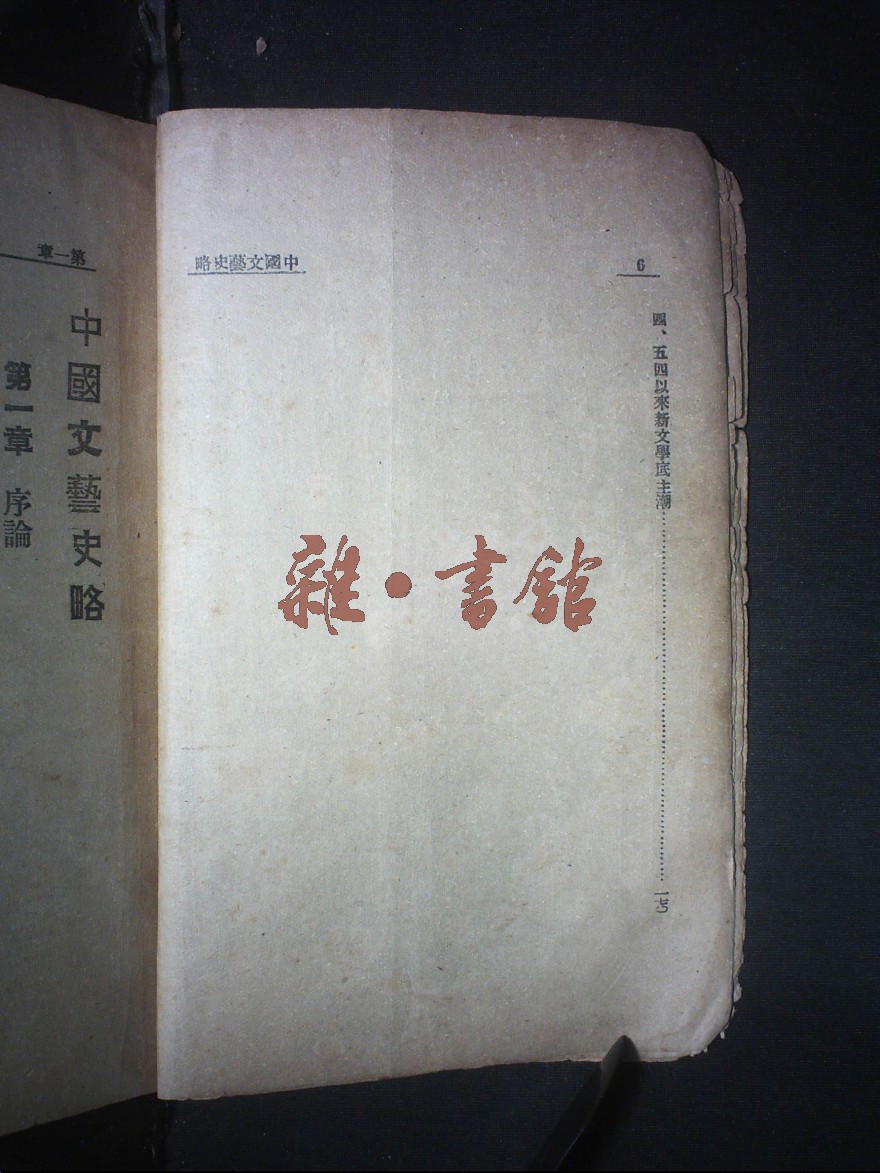 6
中國文藝史略
四、五四以來新文學底主潮……………一七〇
雜·書館
第一章
中國文藝史略
第一章 序論